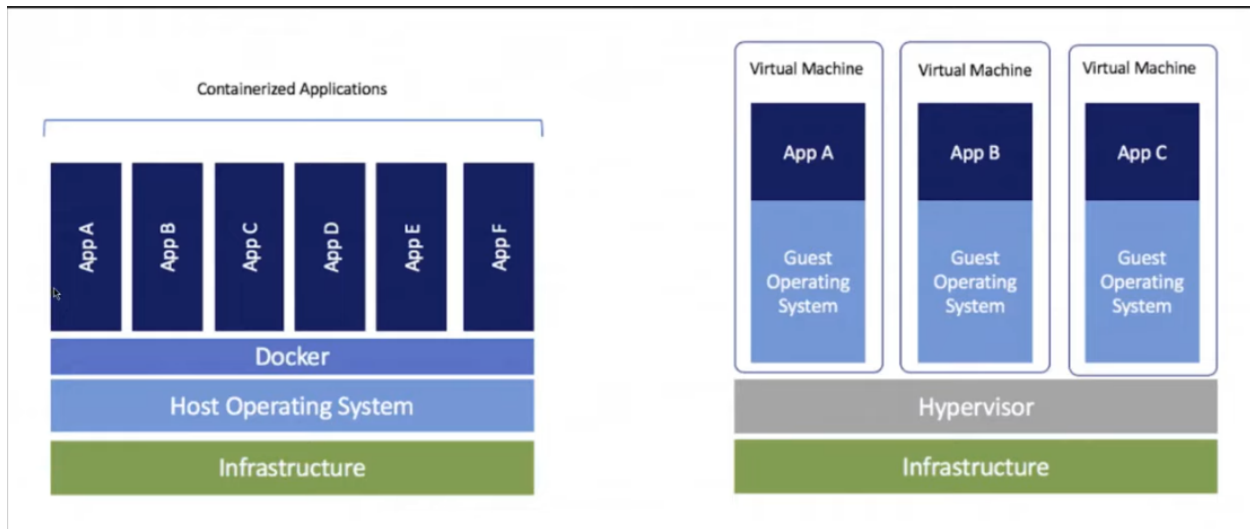 Containerized Applications
App A
App B
App C
App D
App E
App F
Docker
Host Operating System
Infrastructure
Virtual Machine
App A
Guest
Operating
System
Virtual Machine
App B
Guest
Operating
System
Virtual Machine
App C
Guest
Operating
System
Hypervisor
Infrastructure